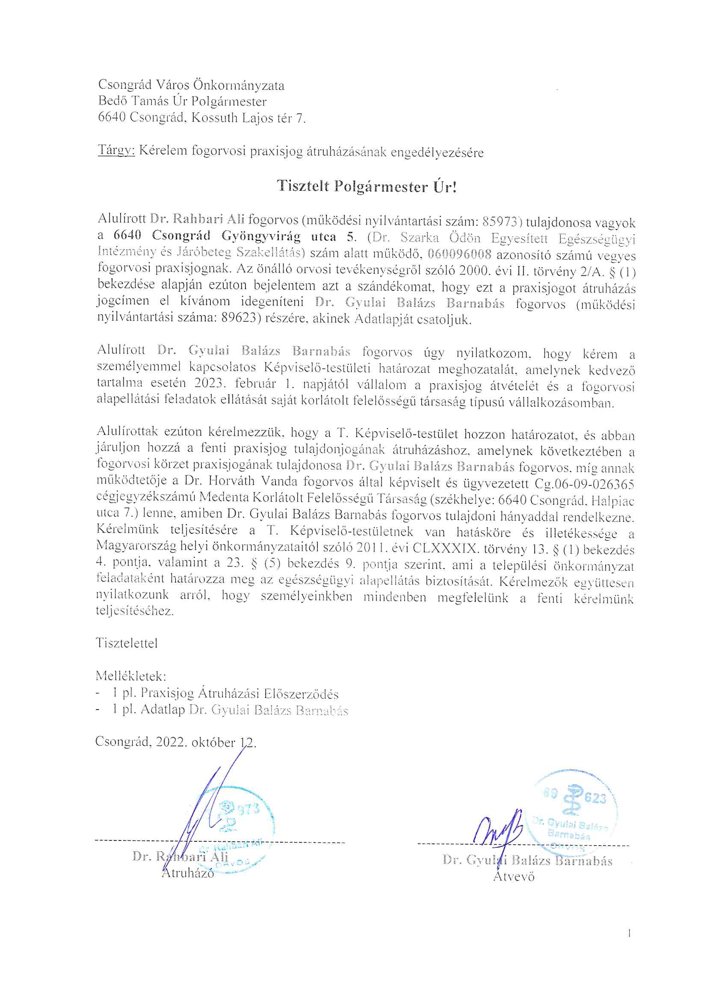 Csongrád Város Önkormányzata
Bedő Tamás Úr Polgármester
6640 Csongrád, Kossuth Lajos tér 7.
Tárgy: Kérelem fogorvosi praxisjog átruházásának engedélyezésére
Tisztelt Polgármester Úr!
Alulírott Dr. Rahbari Ali fogorvos (működési nyilvántartási szám: 85973) tulajdonosa vagyok
a 6640 Csongrád Gyöngyvirág utca 5. (Dr. Szarka Ödön Egyesített Egészségügyi
Intézmény és Járóbeteg Szakellátás) szám alatt működő, 060096008 azonosító számú vegyes
fogorvosi praxisjognak. Az önálló orvosi tevékenységről szóló 2000. évi II. törvény 2/A. § (1)
bekezdése alapján ezúton bejelentem azt a szándékomat, hogy ezt a praxisjogot átruházás
jogcímen el kívánom idegeníteni Dr. Gyulai Balázs Barnabás fogorvos (működési
nyilvántartási száma: 89623) részére, akinek Adatlapját csatoljuk.
Alulírott Dr. Gyulai Balázs Barnabás fogorvos úgy nyilatkozom, hogy kérem a
személyemmel kapcsolatos Képviselő-testületi határozat meghozatalát, amelynek kedvező
tartalma esetén 2023. február 1. napjától vállalom a praxisjog átvételét és a fogorvosi
alapellátási feladatok ellátását saját korlátolt felelősségű társaság típusú vállalkozásomban.
Alulírottak ezúton kérelmezzük, hogy a T. Képviselő-testület hozzon határozatot, és abban
járuljon hozzá a fenti praxisjog tulajdonjogának átruházáshoz, amelynek következtében a
fogorvosi körzet praxisjogának tulajdonosa Dr. Gyulai Balázs Barnabás fogorvos, míg annak
működtetője a Dr. Horváth Vanda fogorvos által képviselt és ügyvezetett Cg.06-09-026365
cégjegyzékszámú Medenta Korlátolt Felelősségű Társaság (székhelye: 6640 Csongrád, Halpiac
utca 7.) lenne, amiben Dr. Gyulai Balázs Barnabás fogorvos tulajdoni hányaddal rendelkezne.
Kérelmünk teljesítésére a T. Képviselő-testületnek van hatásköre és illetékessége a
Magyarország helyi önkormányzataitól szóló 2011. évi CLXXXIX. törvény 13. § (1) bekezdés
4. pontja, valamint a 23. § (5) bekezdés 9. pontja szerint, ami a települési önkormányzat
feladataként határozza meg az egészségügyi alapellátás biztosítását. Kérelmezők együttesen
nyilatkozunk arról, hogy személyeinkben mindenben megfelelünk a fenti kérelmünk
teljesítéséhez.
Tisztelettel
Mellékletek:
- 1 pl. Praxisjog Átruházási Előszerződés
- 1 pl. Adatlap Dr. Gyulai Balázs Barnabás
Csongrád, 2022. október 12.
973
Dr. Rahbari Ali
ORVOS
89 623
Dr. Gyulai Balázs
Barnabás
ORVOS
Dr. Rahbari Ali
Átruházó
Dr. Gyulai Balázs Barnabás
Átvevő
1